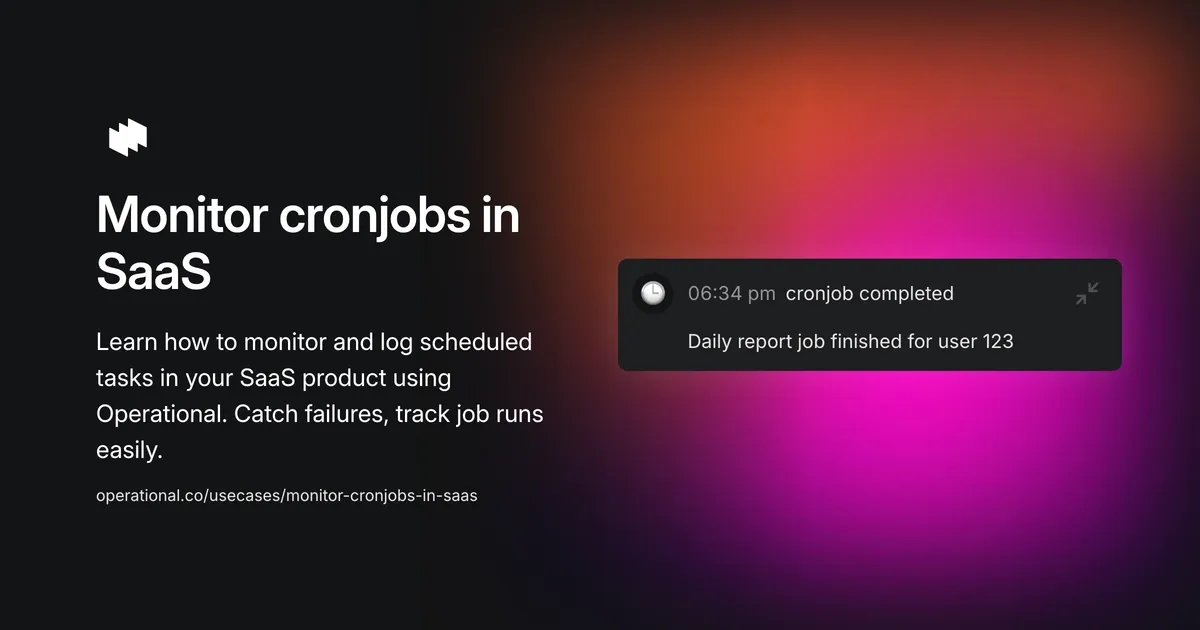 Monitor cronjobs in
SaaS
Learn how to monitor and log scheduled
tasks in your SaaS product using
Operational. Catch failures, track job runs
easily.
operational.co/usecases/monitor-cronjobs-in-saas
06:34 pm cronjob completed
Daily report job finished for user 123